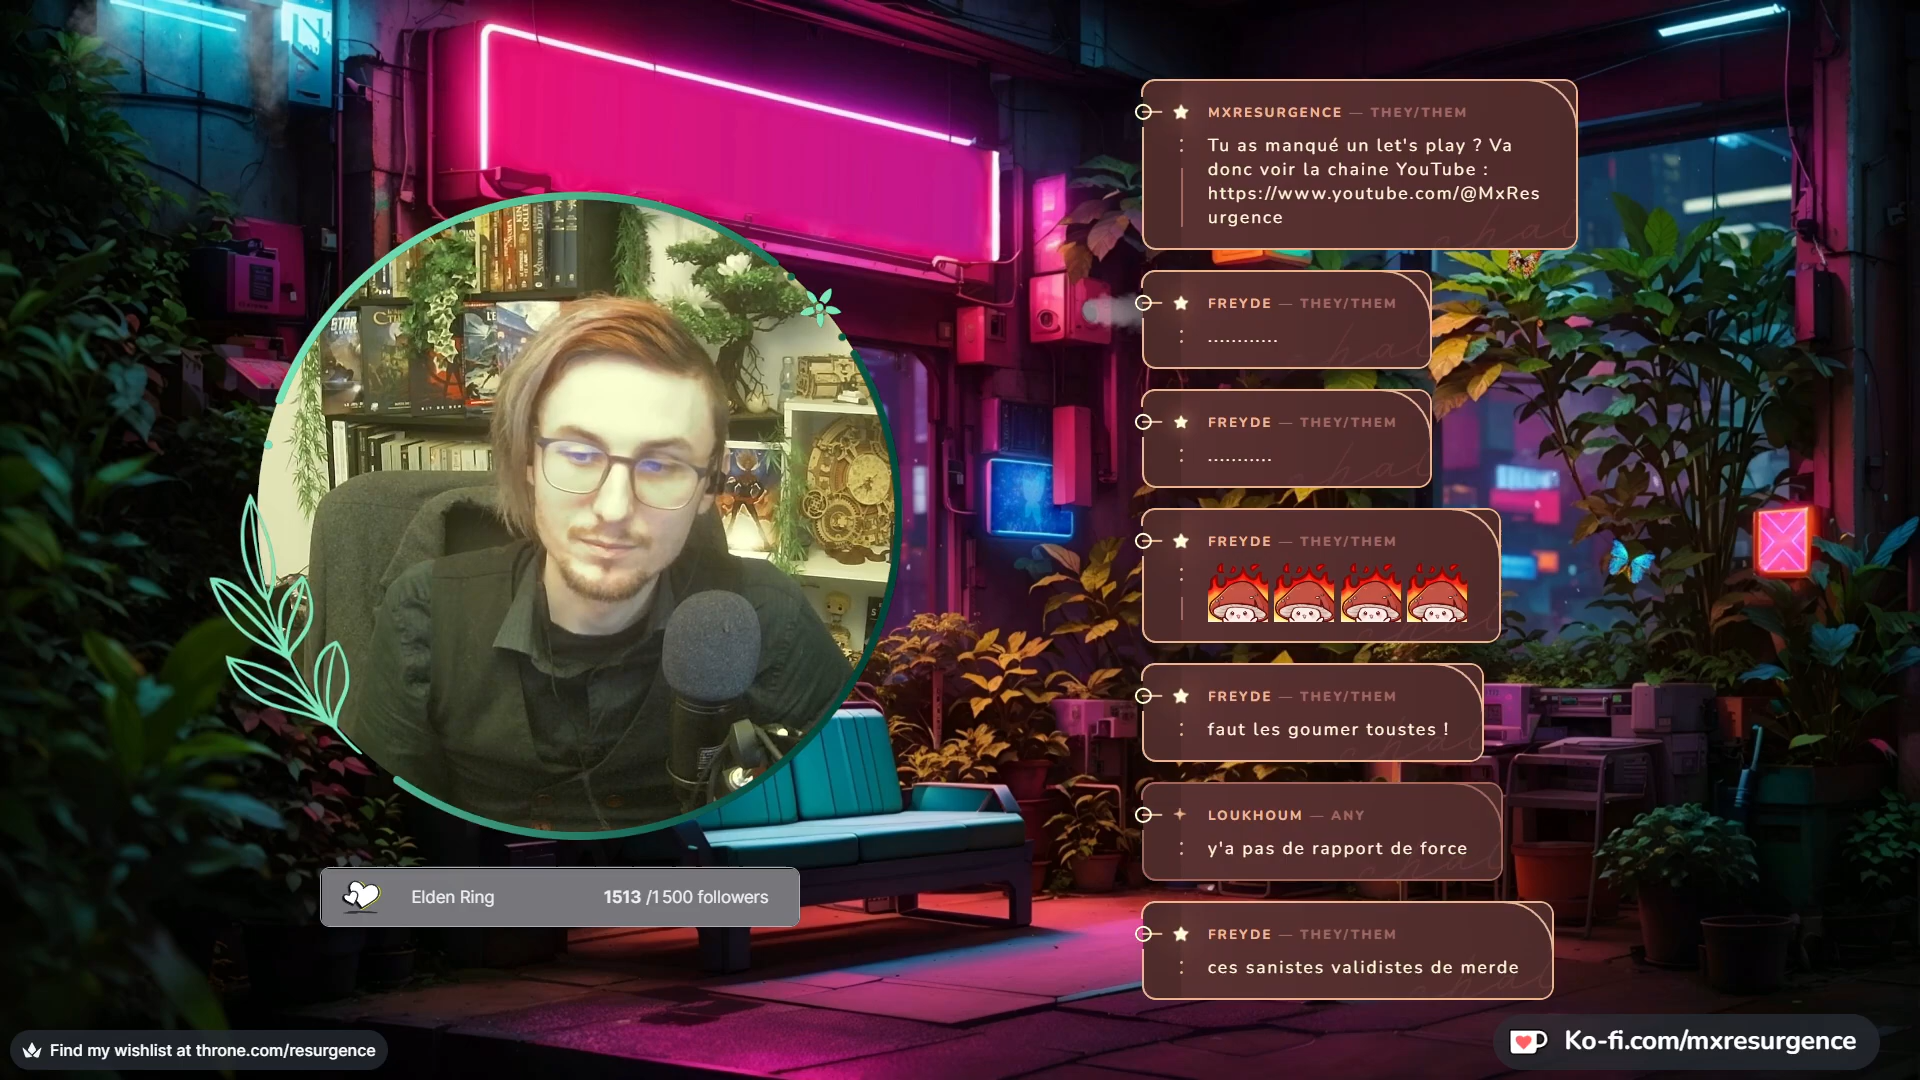 MXRESURGENCE — THEY/THEM
Tu as manqué un let's play ? Va
donc voir la chaine YouTube :
https://www.youtube.com/@MxRes
urgence
FREYDE — THEY/THEM
............
FREYDE — THEY/THEM
...........
FREYDE — THEY/THEM
FREYDE — THEY/THEM
faut les goumer toustes !
LOUKHOUM — ANY
y'a pas de rapport de force
FREYDE — THEY/THEM
ces sanistes validistes de merde
STAR
Elden Ring 1513 /1 500 followers
Find my wishlist at throne.com/resurgence
Ko-fi.com/mxresurgence